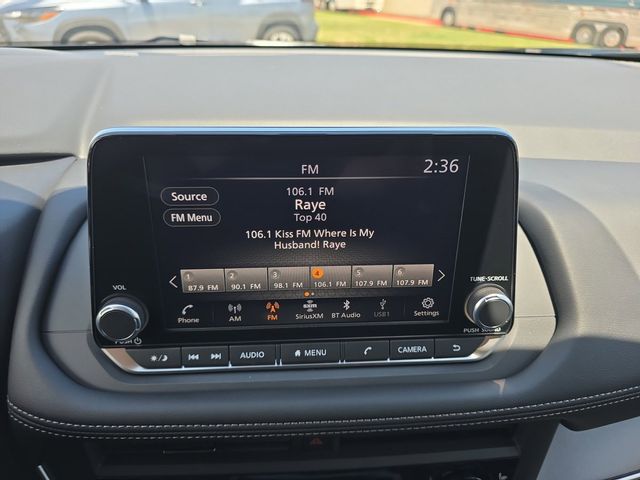 FM
2:36
Source
FM Menu
106.1 FM
Raye
Top 40
106.1 Kiss FM Where Is My
Husband! Raye
1 2 3 4 5 6
87.9 FM 90.1 FM 98.1 FM 106.1 FM 107.9 FM 107.9 FM
Phone AM FM SiriusXM BT Audio USB1 Settings
VOL
TUNE·SCROLL
PUSH
PUSH SOUND
AUDIO MENU CAMERA